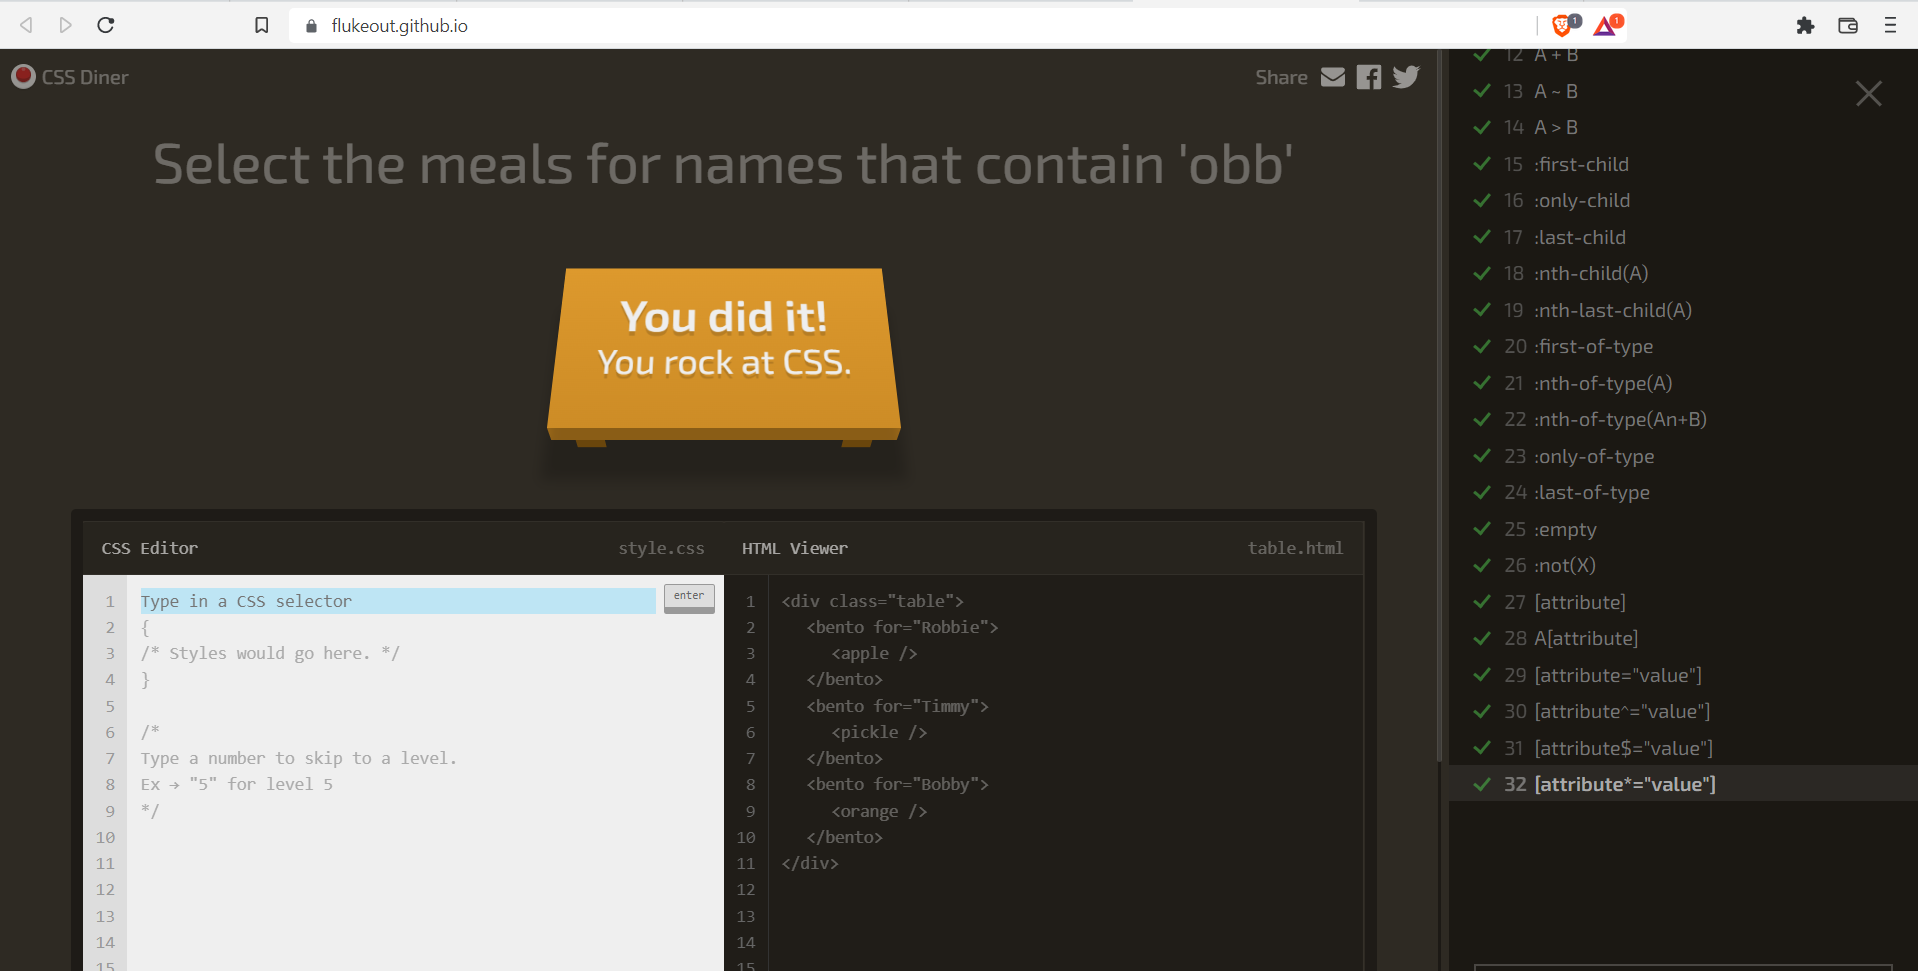 flukeout.github.io
1
1
CSS Diner
Share
Select the meals for names that contain 'obb'
You did it!
You rock at CSS.
CSS Editor
style.css
1 Type in a CSS selector
enter
2 {
3 /* Styles would go here. */
4 }
5
6 /*
7 Type a number to skip to a level.
8 Ex → "5" for level 5
9 */
10
11
12
13
14
15
HTML Viewer
table.html
1 <div class="table">
2 <bento for="Robbie">
3 <apple />
4 </bento>
5 <bento for="Timmy">
6 <pickle />
7 </bento>
8 <bento for="Bobby">
9 <orange />
10 </bento>
11 </div>
12
13
14
15
12 A + B
13 A ~ B
14 A > B
15 :first-child
16 :only-child
17 :last-child
18 :nth-child(A)
19 :nth-last-child(A)
20 :first-of-type
21 :nth-of-type(A)
22 :nth-of-type(An+B)
23 :only-of-type
24 :last-of-type
25 :empty
26 :not(X)
27 [attribute]
28 A[attribute]
29 [attribute="value"]
30 [attribute^="value"]
31 [attribute$="value"]
32 [attribute*="value"]